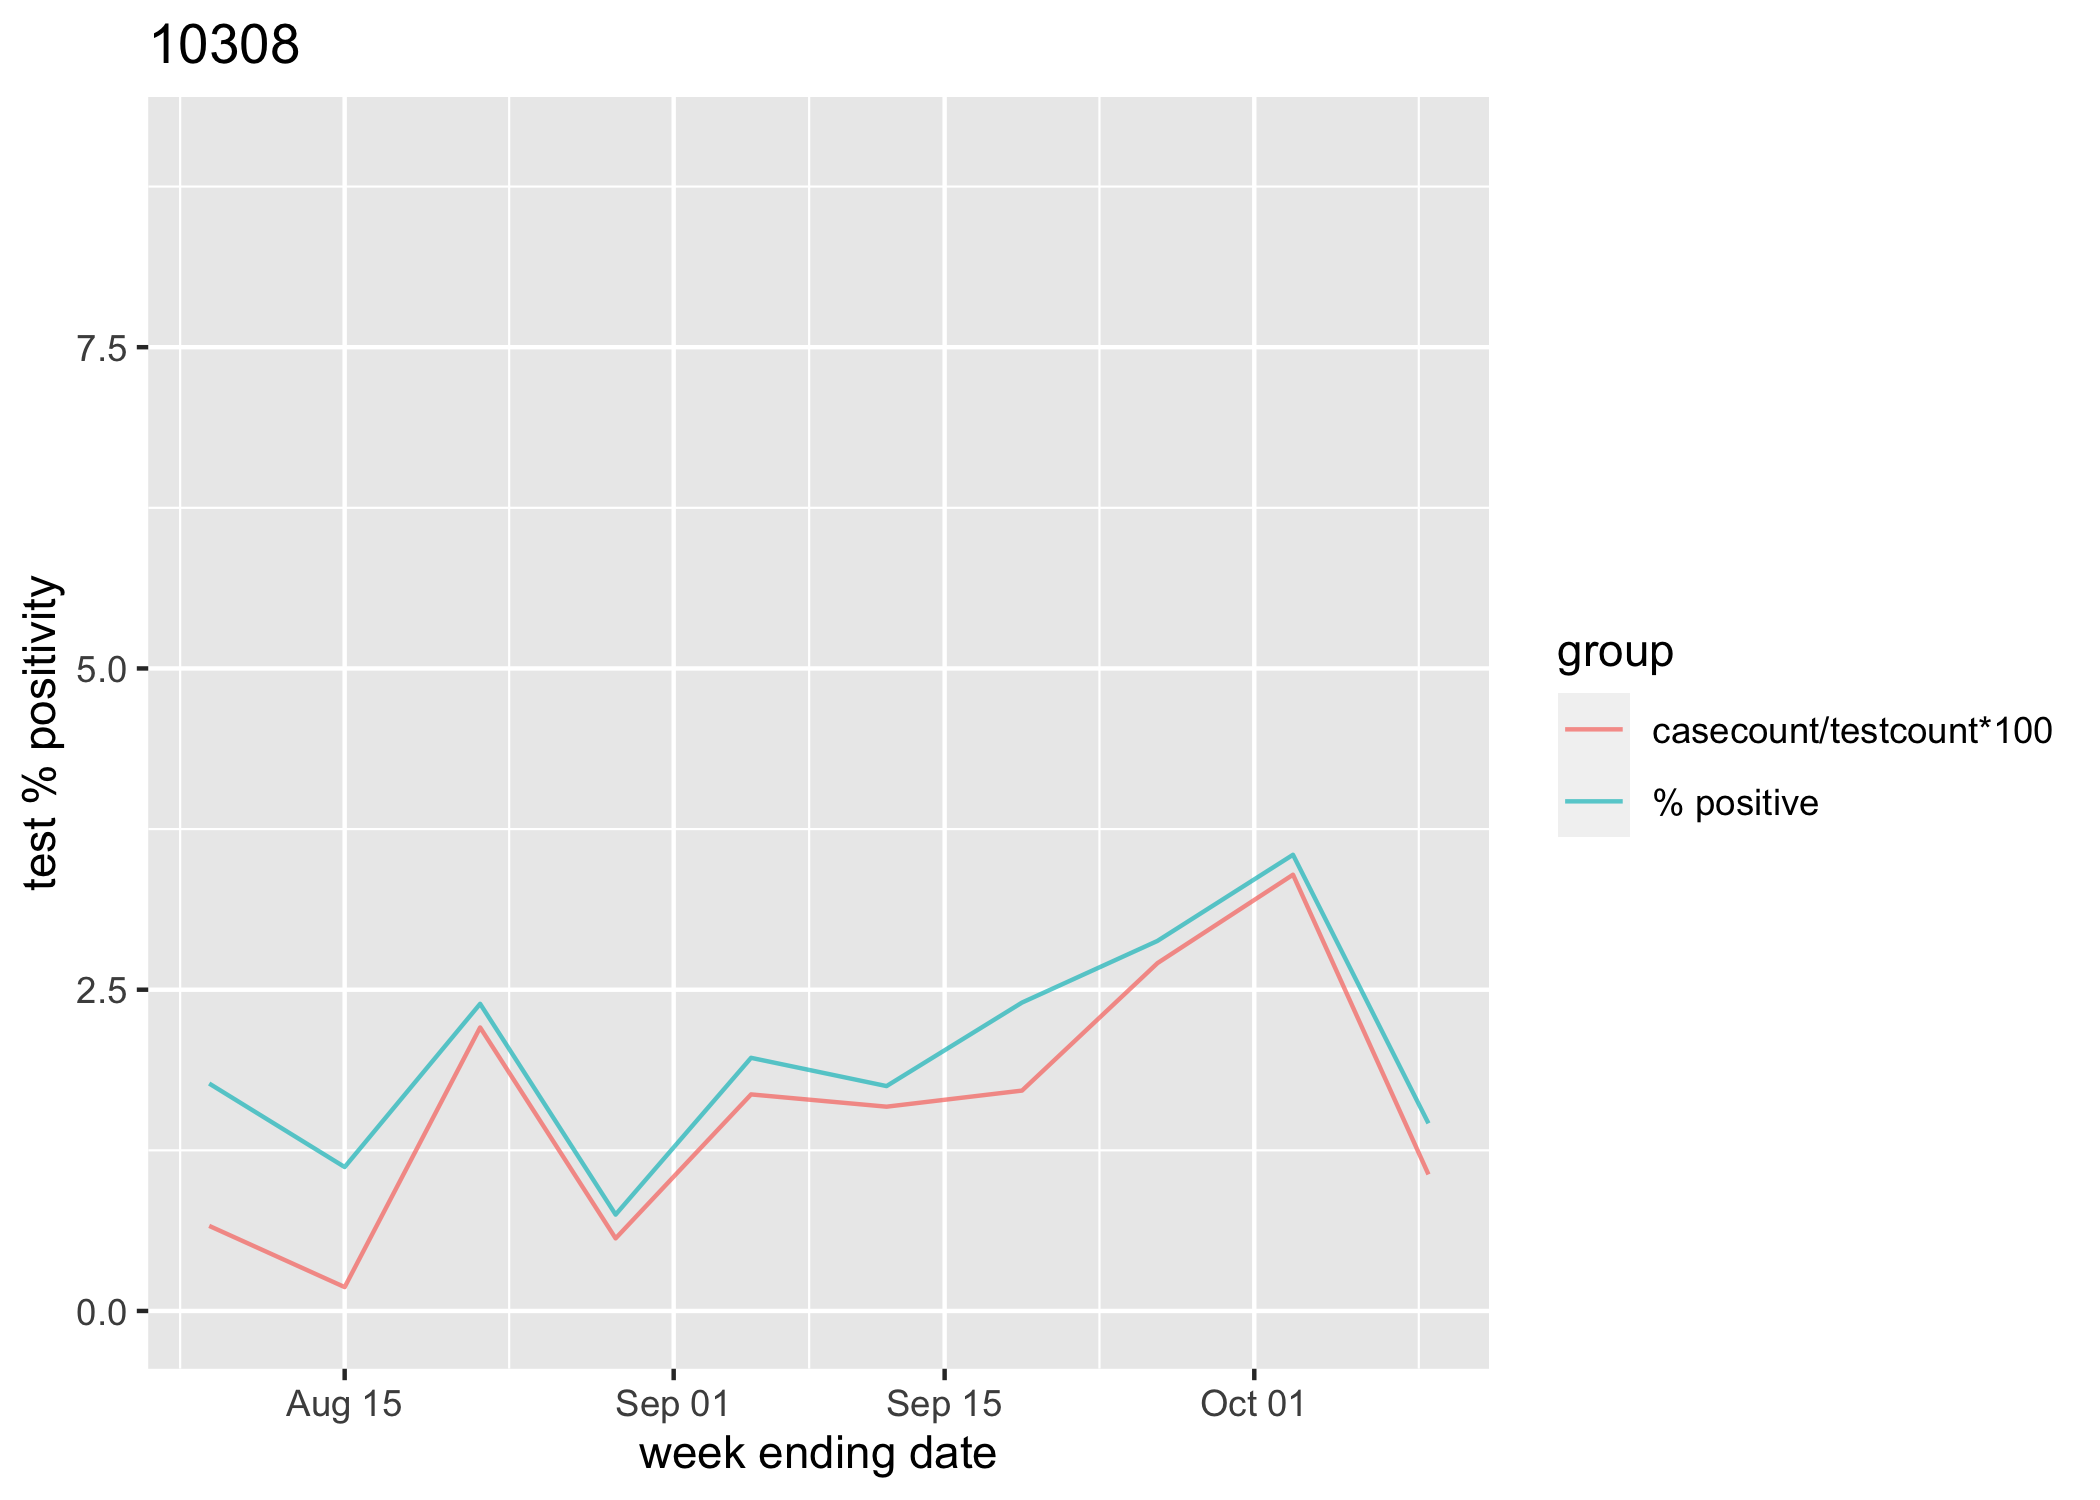 10308
test % positivity
7.5
5.0
2.5
0.0
Aug 15
Sep 01
Sep 15
Oct 01
week ending date
group
casecount/testcount*100
% positive